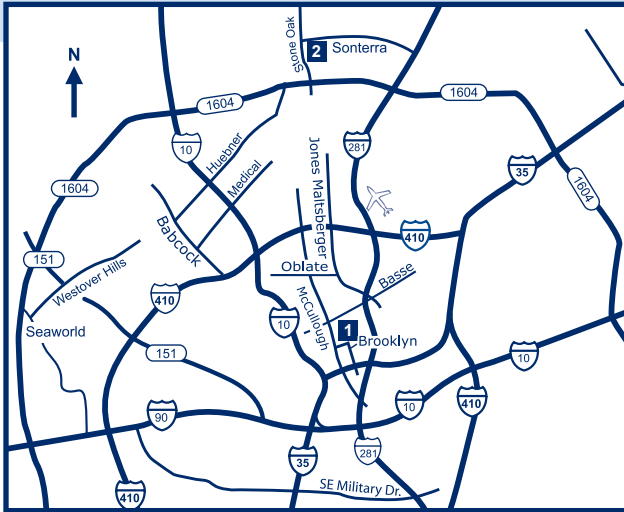 Stone Oak
2
Sonterra
N
1604
1604
10
281
35
Huebner
Medical
Jones Maltsberger
1604
1604
Babcock
410
151
Westover Hills
Oblate
Basse
410
McCullough
Seaworld
10
1
Brooklyn
151
10
90
10
410
35
281
SE Military Dr.
410